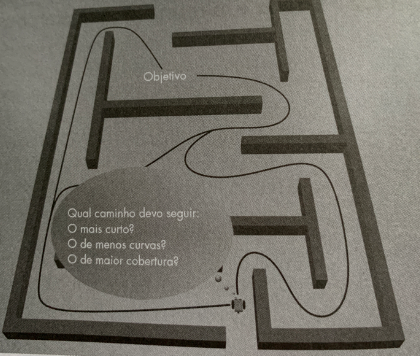 Objetivo
Qual caminho devo seguir:
O mais curto?
O de menos curvas?
O de maior cobertura?